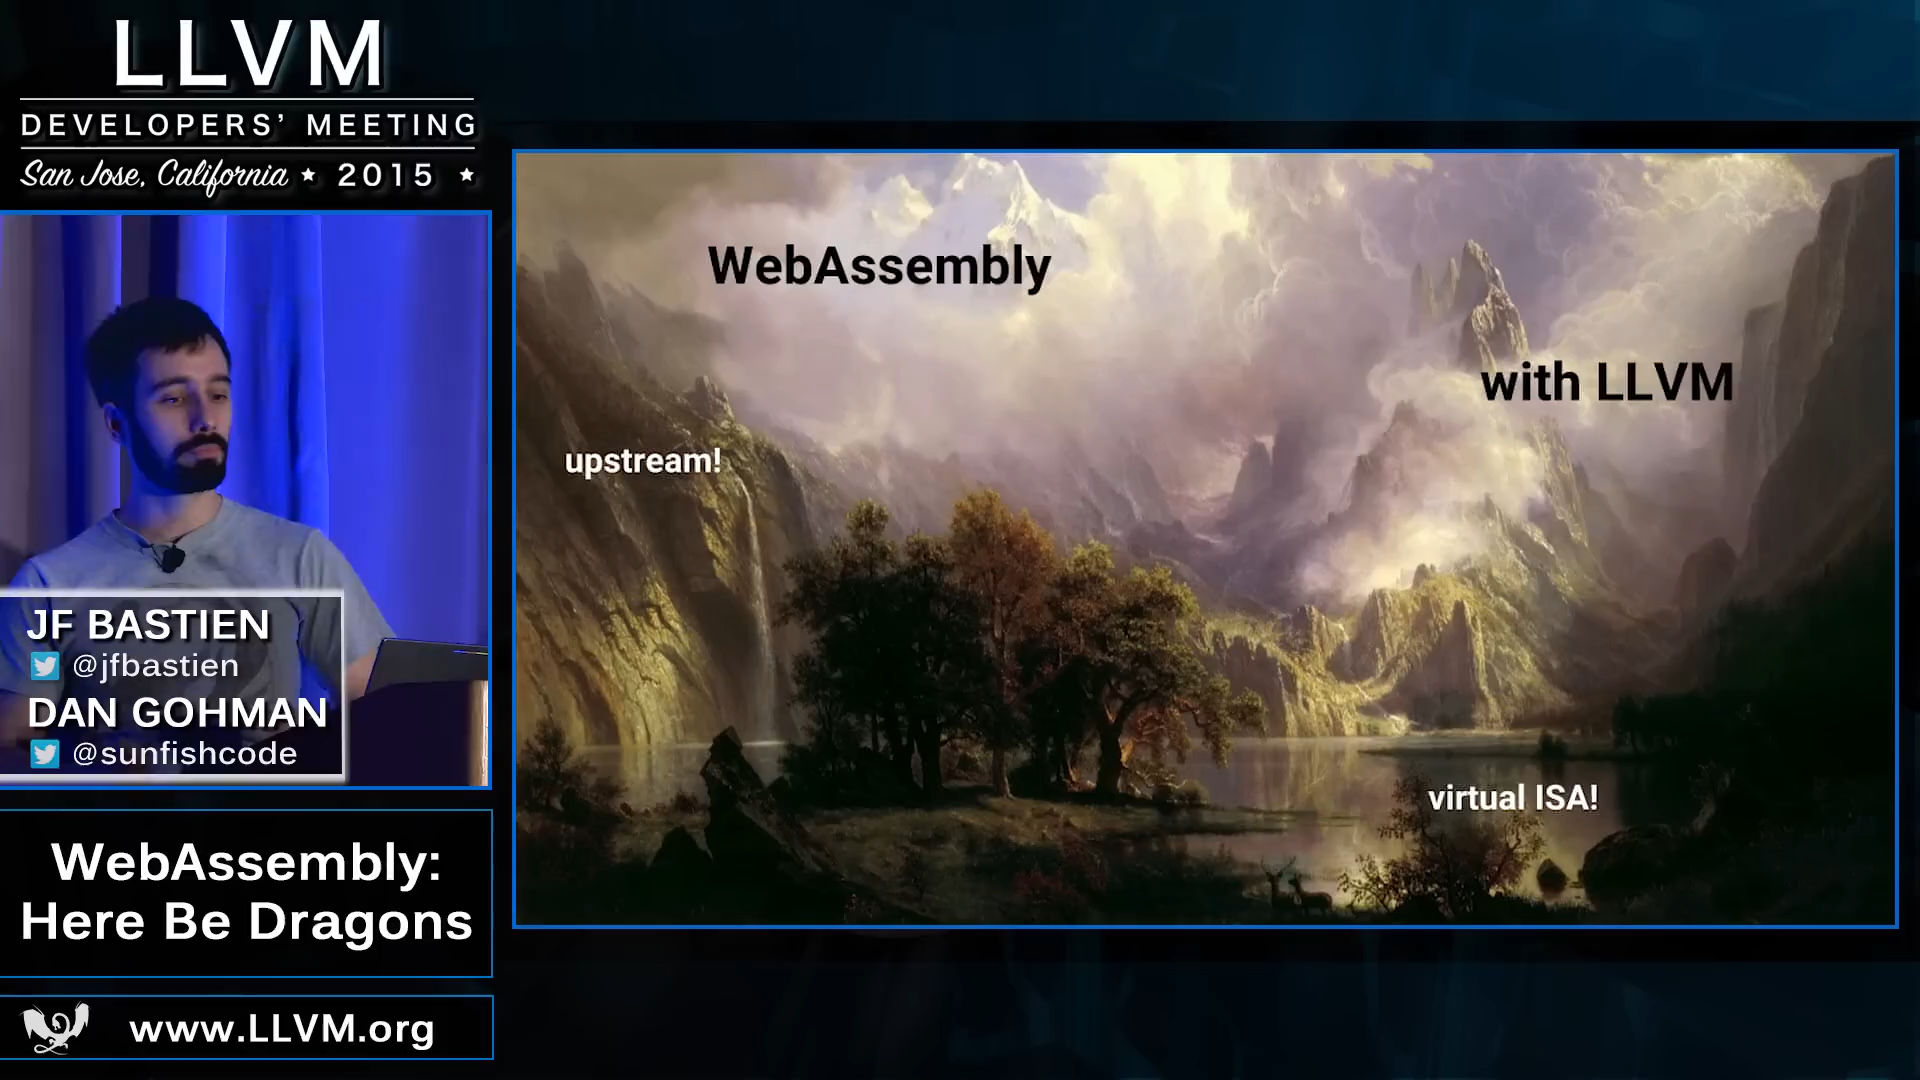 LLVM
DEVELOPERS' MEETING
San Jose, California ★ 2015 ★
JF BASTIEN
@jfbastien
DAN GOHMAN
@sunfishcode
WebAssembly:
Here Be Dragons
www.LLVM.org
WebAssembly
with LLVM
upstream!
virtual ISA!